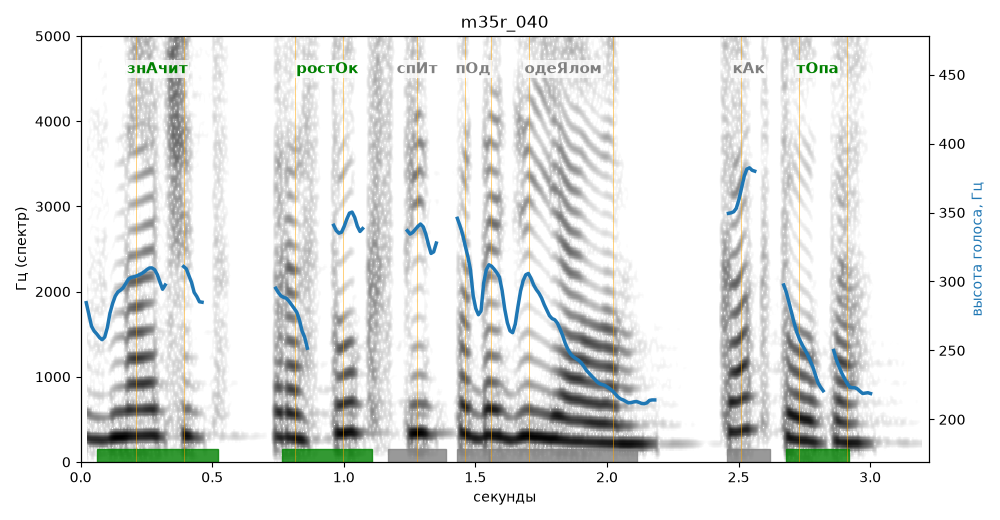 m35r_040
знАчит ростОк спИт пОд одеЯлом кАк тОпа
5000
4000
3000
2000
1000
0
Гц (спектр)
450
400
350
300
250
200
высота голоса, Гц
0.0 0.5 1.0 1.5 2.0 2.5 3.0
секунды